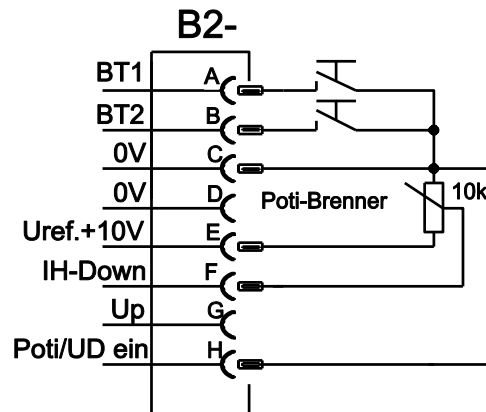 B2-
BT1 A
BT2 B
0V C
0V D
Poti-Brenner 10k
Uref.+10V E
IH-Down F
Up G
Poti/UD ein H